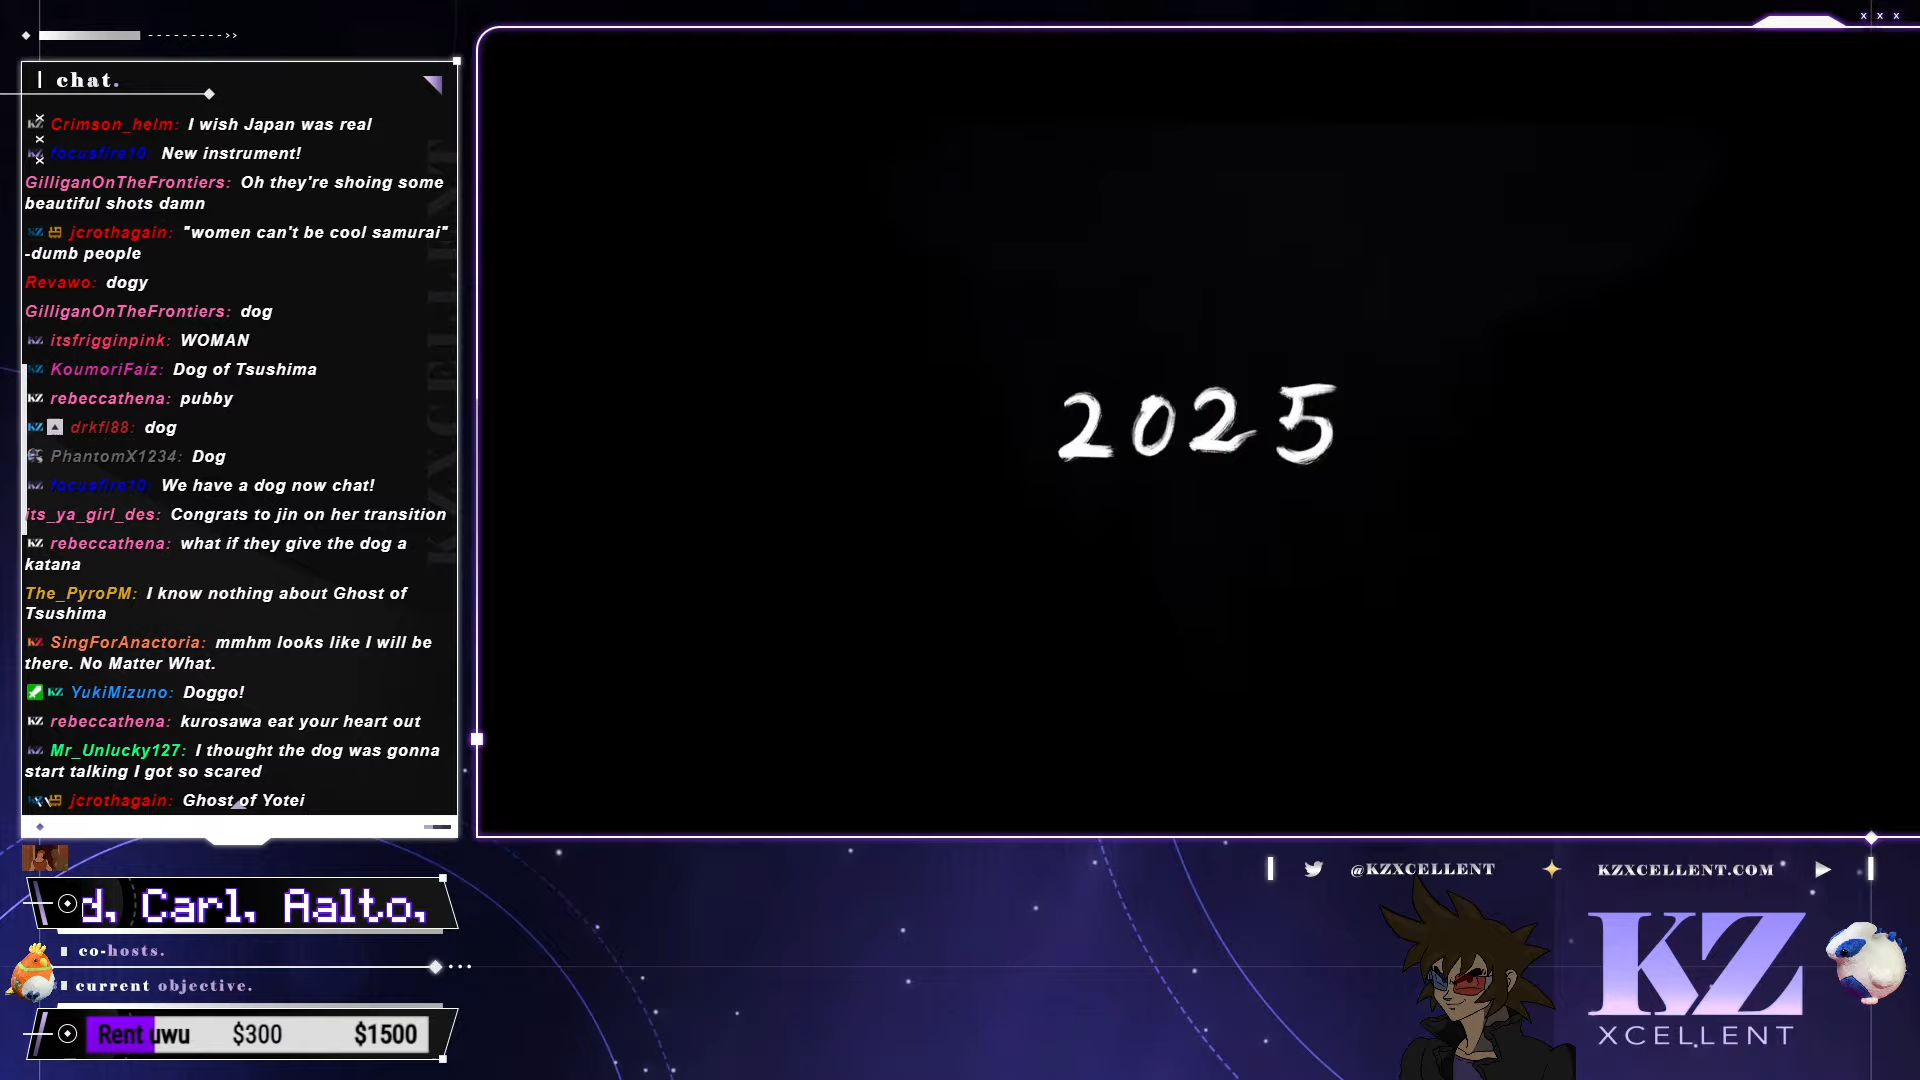 x x x
chat.
Crimson_helm: I wish Japan was real
focusfire10: New instrument!
GilliganOnTheFrontiers: Oh they're shoing some
beautiful shots damn
jcrothagain: "women can't be cool samurai"
-dumb people
Revawo: dogy
GilliganOnTheFrontiers: dog
itsfrigginpink: WOMAN
KoumoriFaiz: Dog of Tsushima
rebeccathena: pubby
drkfl88: dog
PhantomX1234: Dog
focusfire10: We have a dog now chat!
its_ya_girl_des: Congrats to jin on her transition
rebeccathena: what if they give the dog a
katana
The_PyroPM: I know nothing about Ghost of
Tsushima
SingForAnactoria: mmhm looks like I will be
there. No Matter What.
YukiMizuno: Doggo!
rebeccathena: kurosawa eat your heart out
Mr_Unlucky127: I thought the dog was gonna
start talking I got so scared
jcrothagain: Ghost of Yotei
KZXCELLENT
2025
d, Carl, Aalto,
co-hosts.
current objective.
Rent uwu $300 $1500
@KZXCELLENT
KZXCELLENT.COM
KZ
XCELLENT